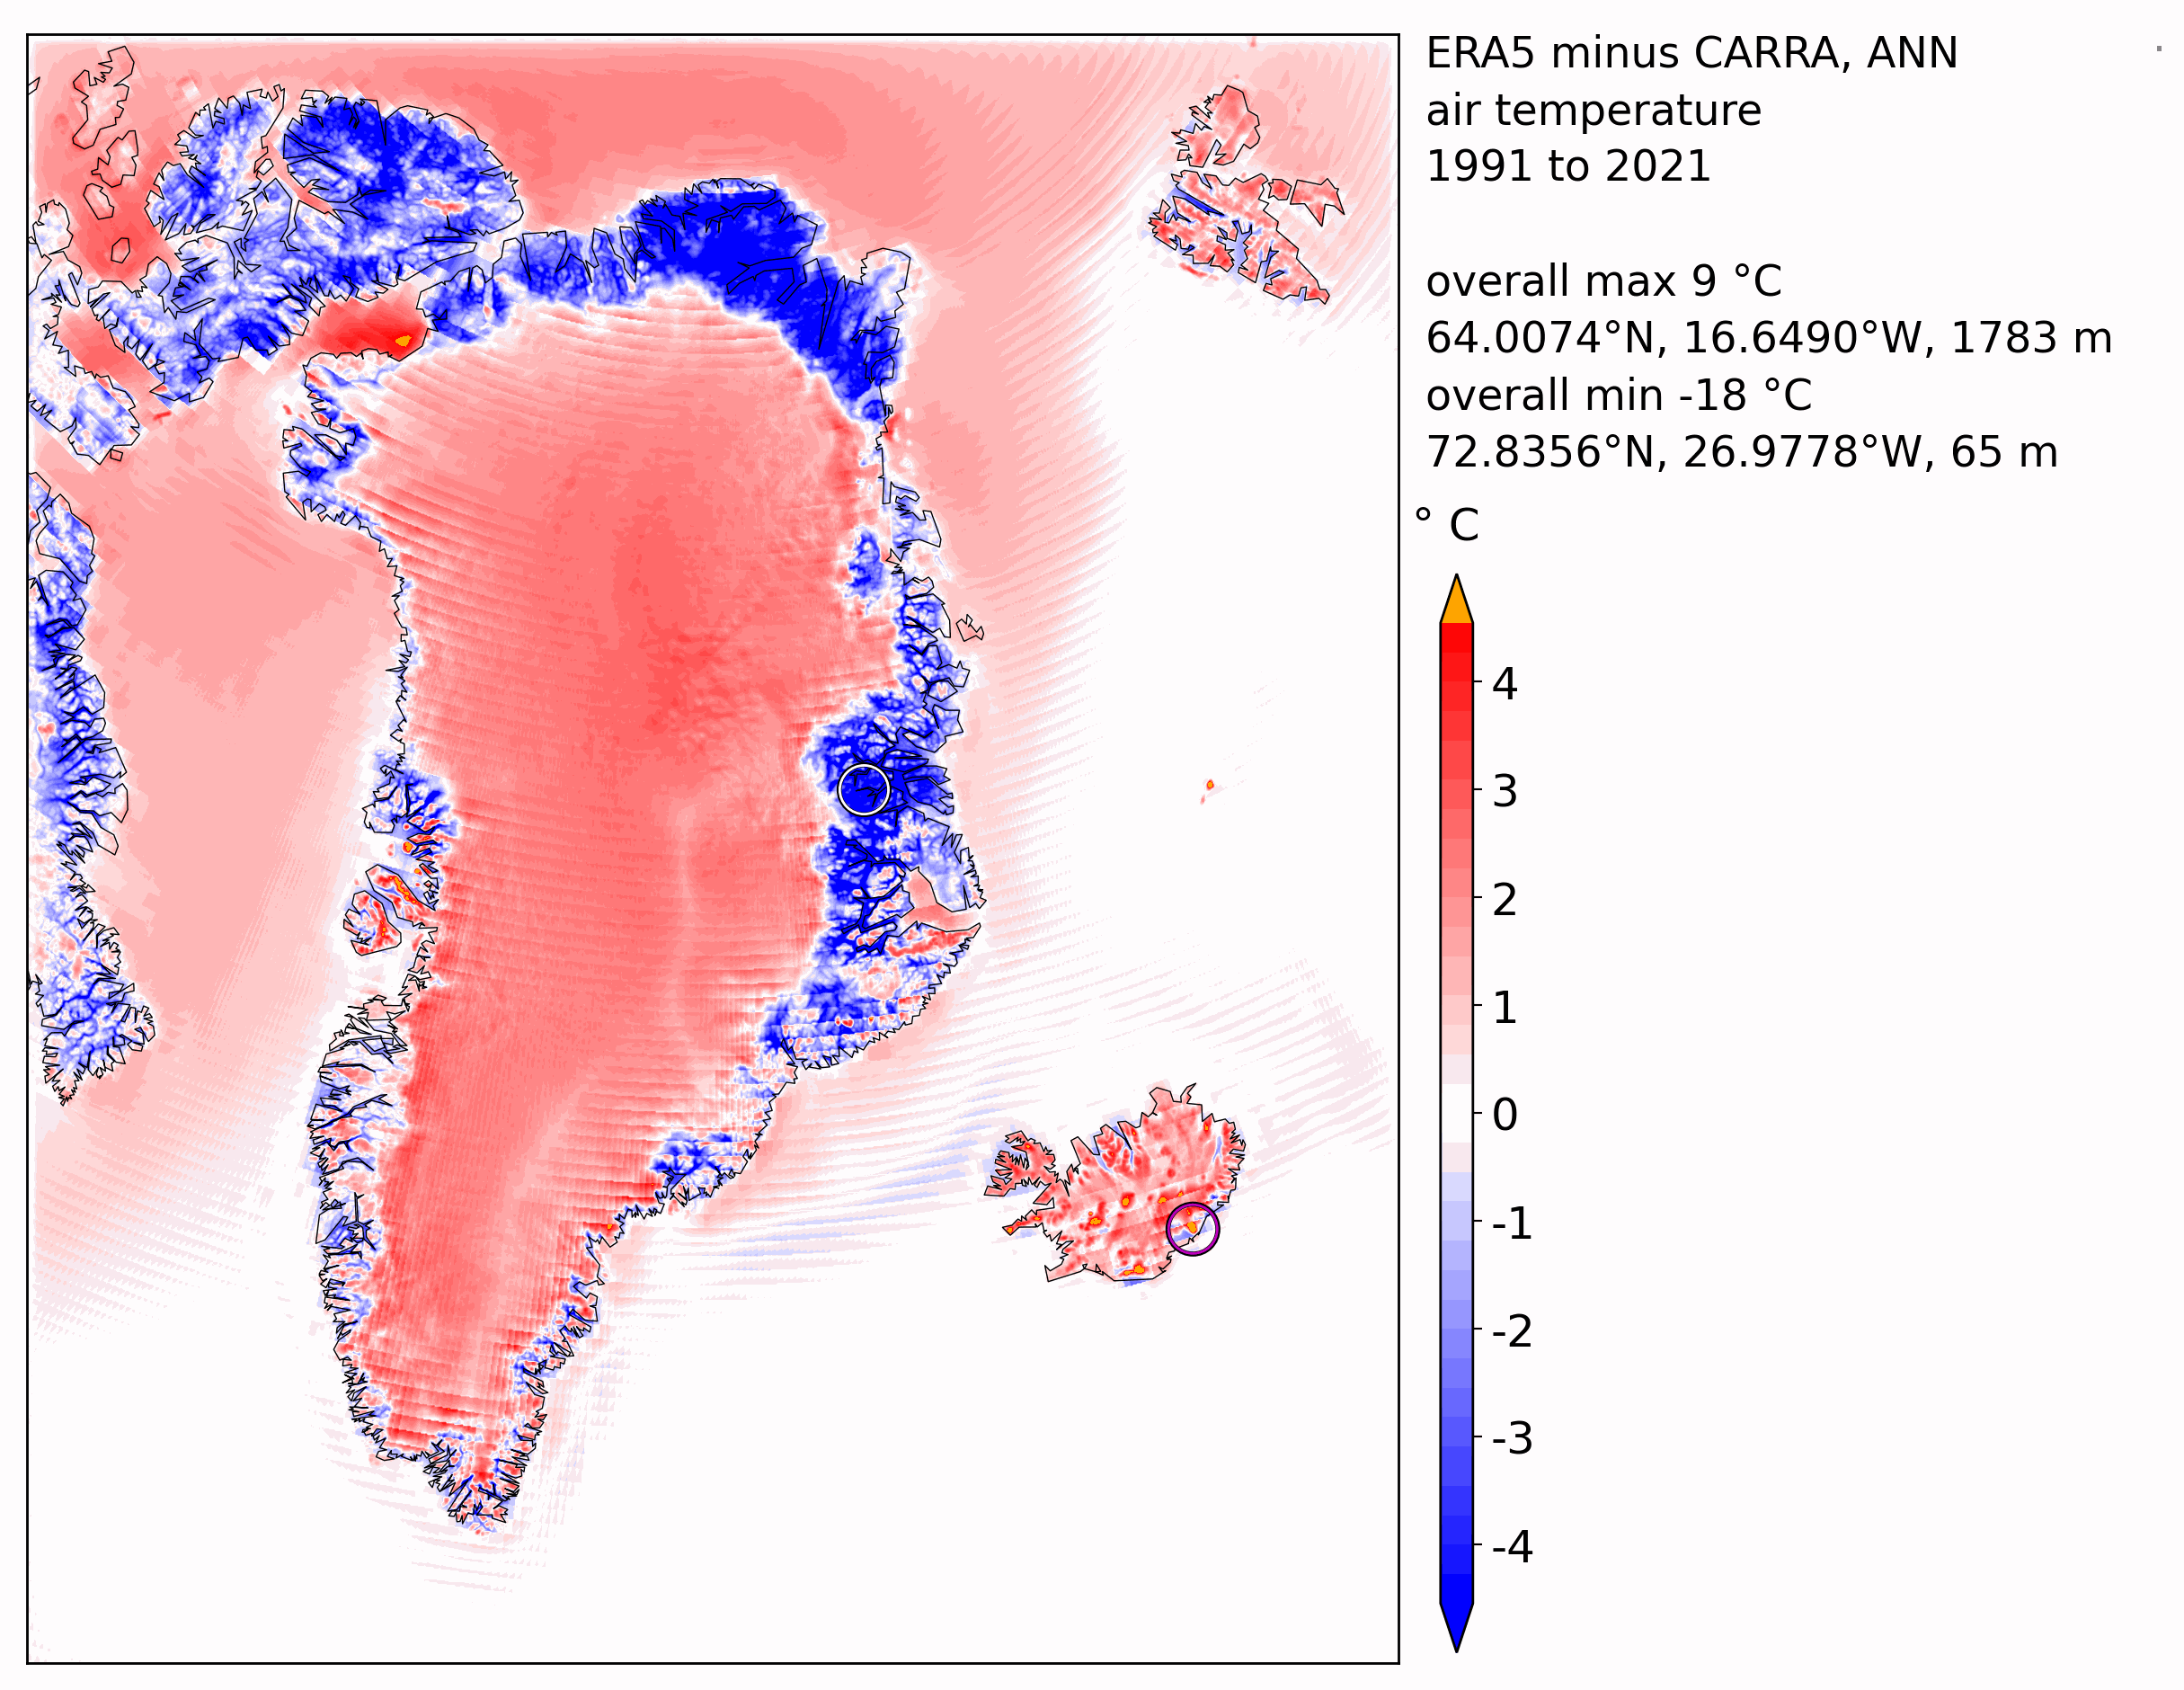 ERA5 minus CARRA, ANN
air temperature
1991 to 2021
overall max 9 °C
64.0074°N, 16.6490°W, 1783 m
overall min -18 °C
72.8356°N, 26.9778°W, 65 m
° C
4
3
2
1
0
-1
-2
-3
-4